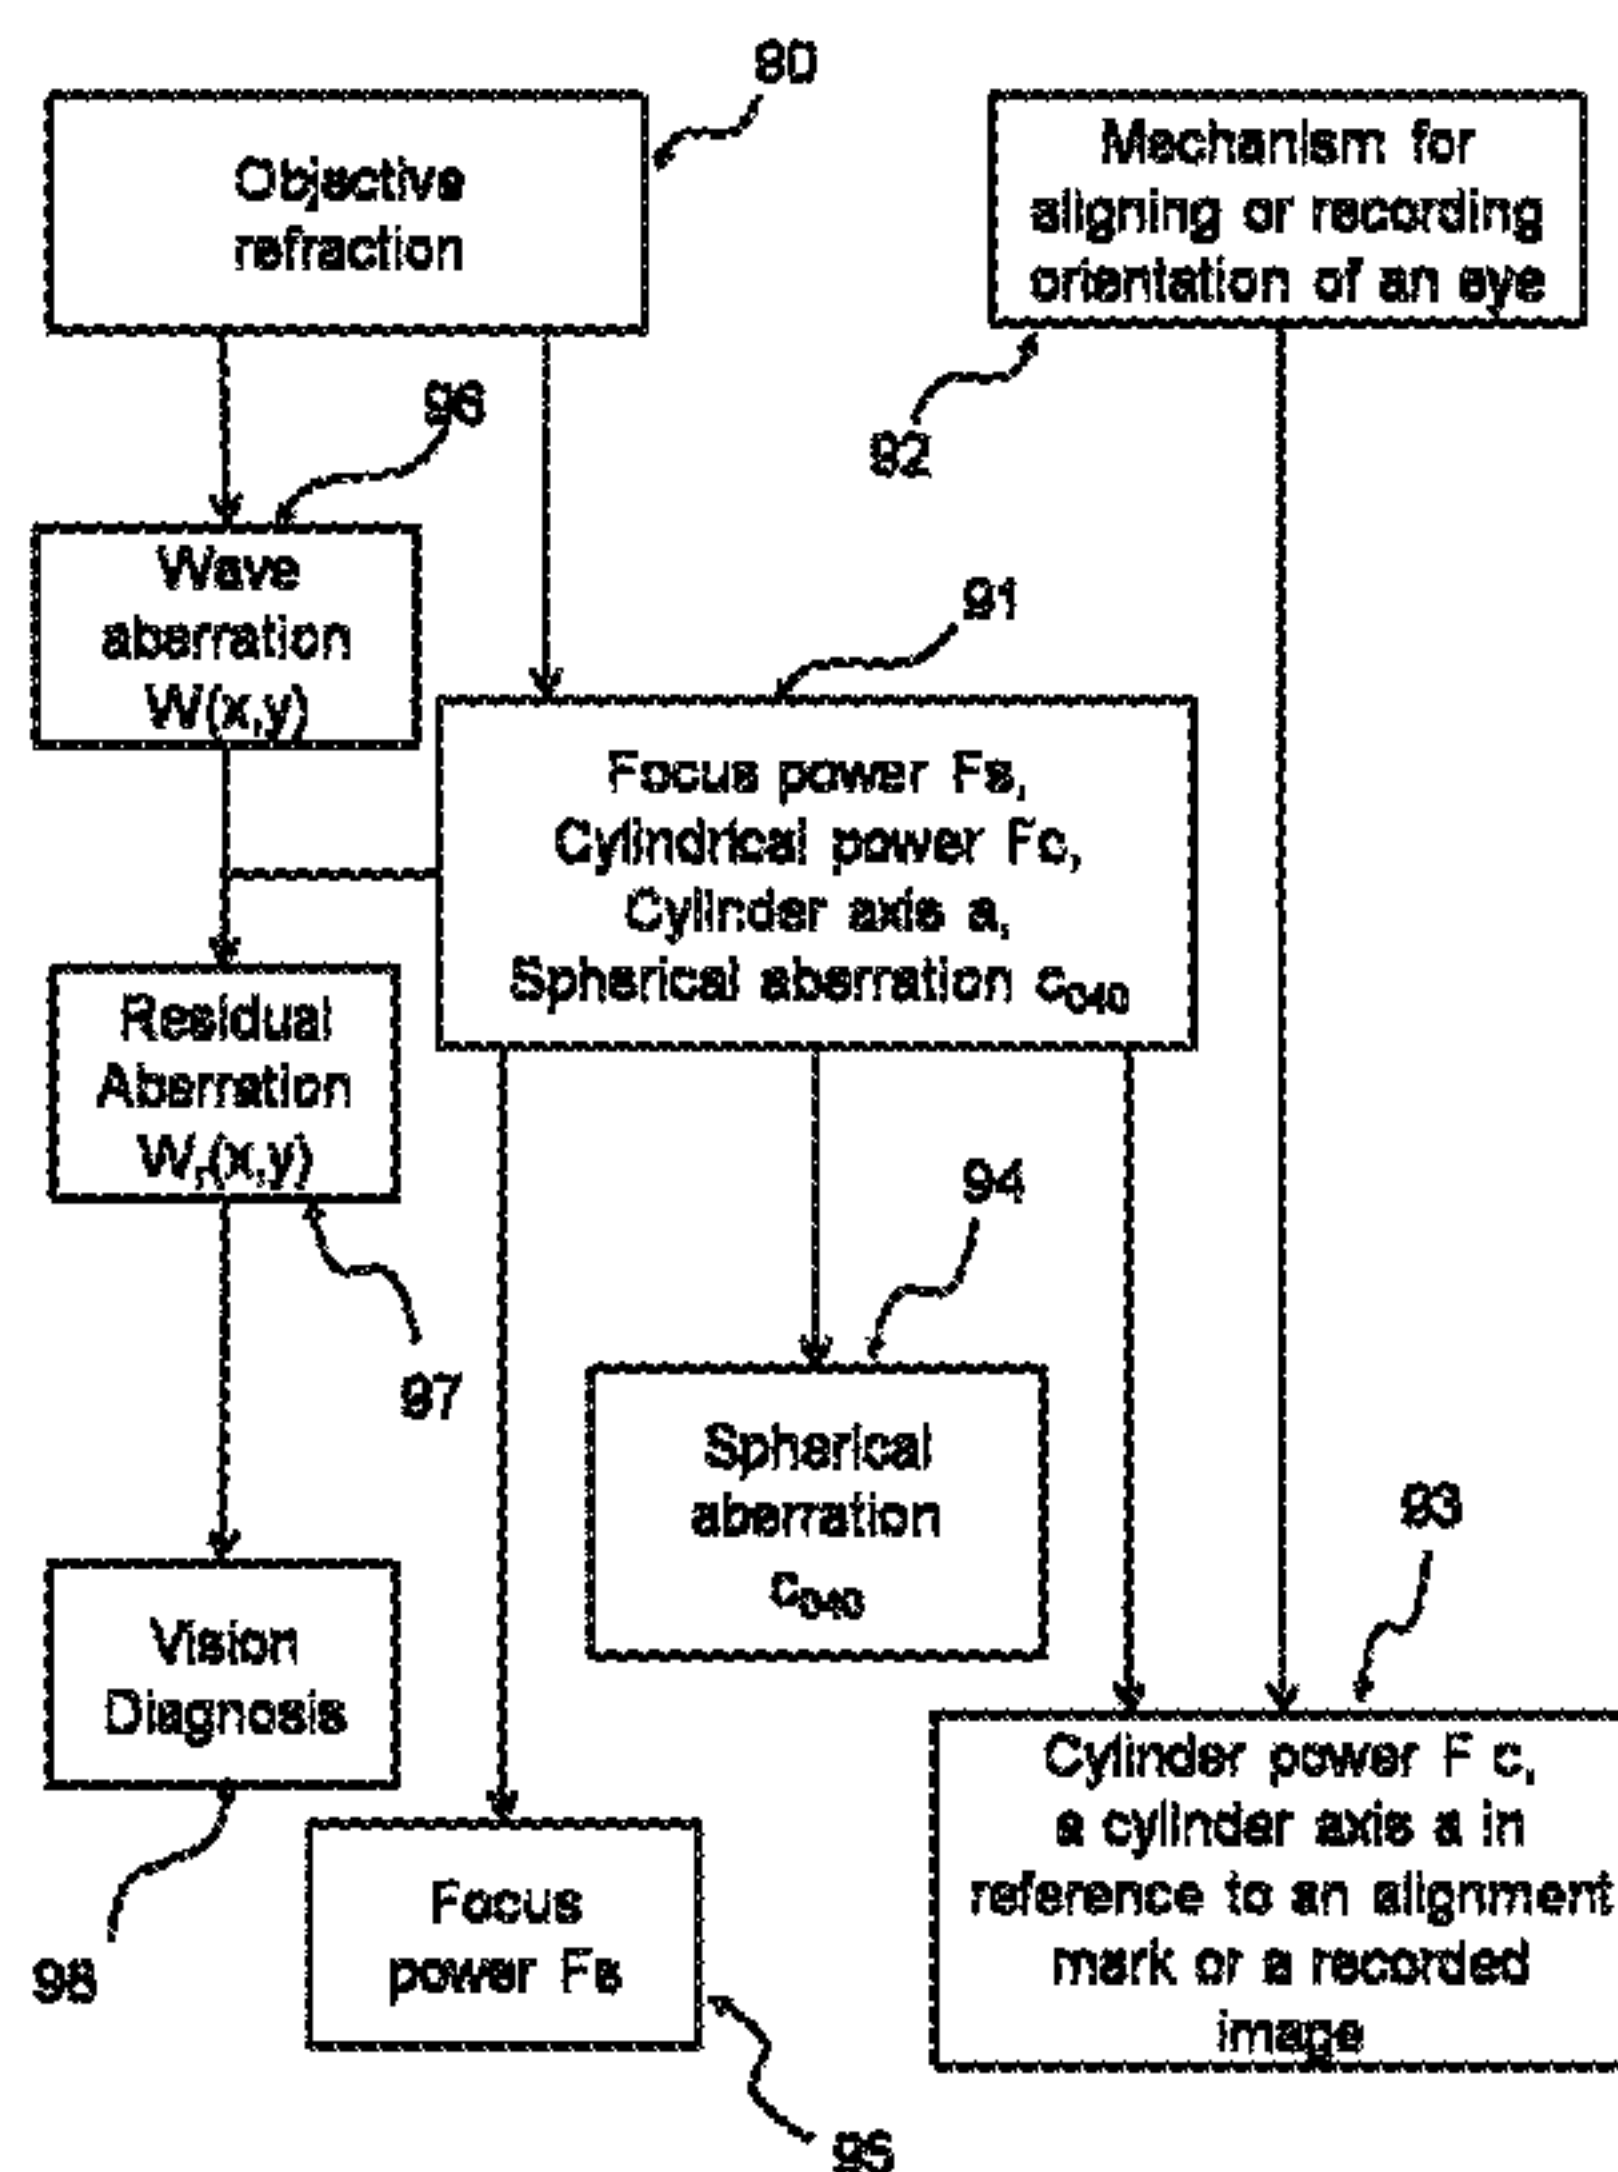 90
Objective
refraction
Mechanism for
aligning or recording
orientation of an eye
92
96
Wave
aberration
W(x,y)
91
Focus power Fs,
Cylindrical power Fc,
Cylinder axis a,
Spherical aberration c₀₄₀
Residual
Aberration
Wᵣ(x,y)
97
94
Spherical
aberration
c₀₄₀
93
Vision
Diagnosis
98
Focus
power Fs
95
Cylinder power F c,
a cylinder axis a in
reference to an alignment
mark or a recorded
image